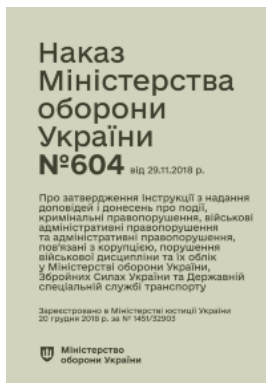 Наказ
Міністерства
оборони
України
№604 від 29.11.2018 р.
Про затвердження Інструкції з надання
доповідей і донесень про події,
кримінальні правопорушення, військові
адміністративні правопорушення
та адміністративні правопорушення,
пов'язані з корупцією, порушення
військової дисципліни та їх облік
у Міністерстві оборони України,
Збройних Силах України та Державній
спеціальній службі транспорту
Зареєстровано в Міністерстві юстиції України
20 грудня 2018 р. за № 1451/32903
Міністерство
оборони України